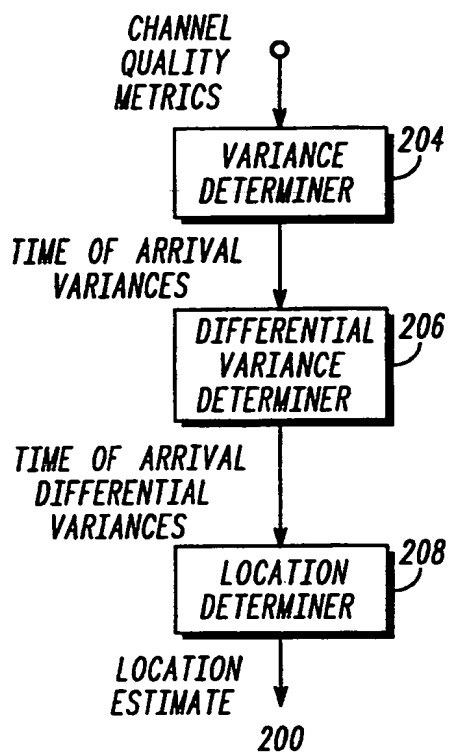 CHANNEL
QUALITY
METRICS
204
VARIANCE
DETERMINER
TIME OF ARRIVAL
VARIANCES
206
DIFFERENTIAL
VARIANCE
DETERMINER
TIME OF ARRIVAL
DIFFERENTIAL
VARIANCES
208
LOCATION
DETERMINER
LOCATION
ESTIMATE
200